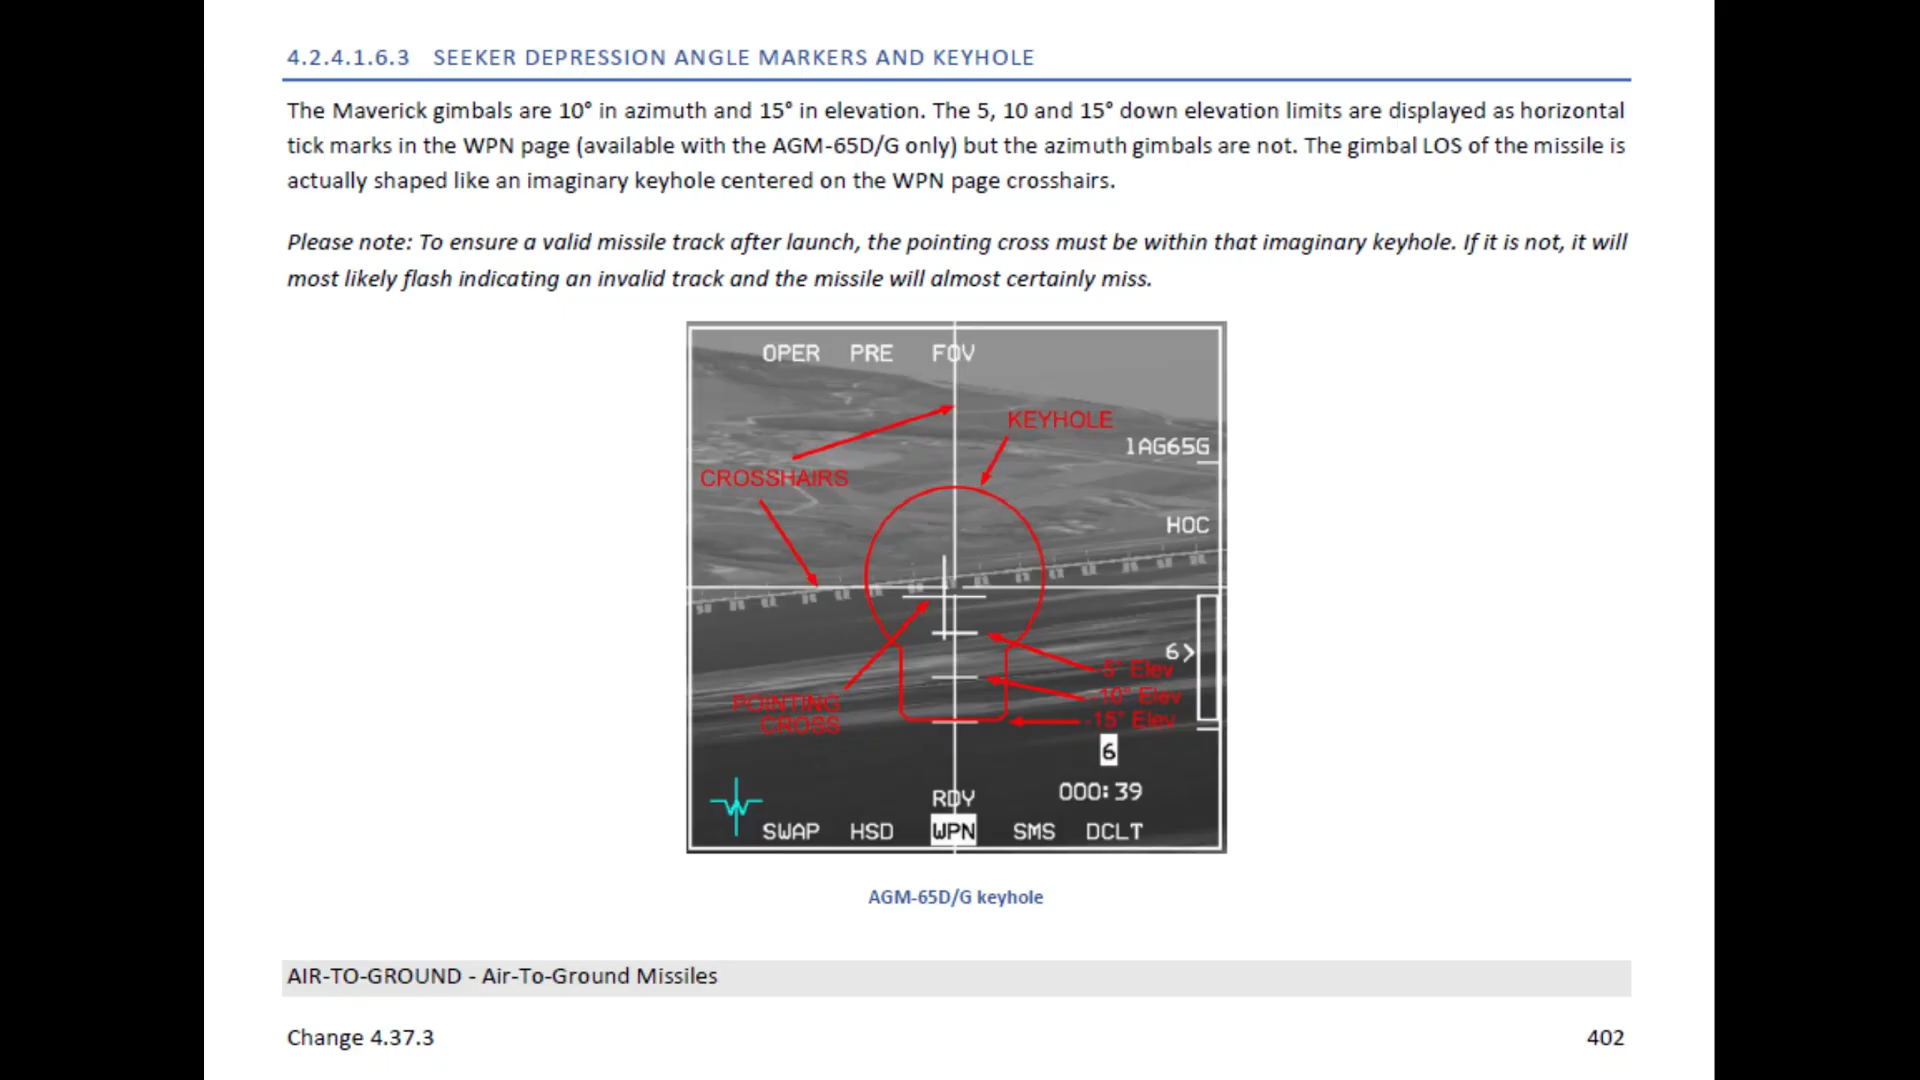 4.2.4.1.6.3 SEEKER DEPRESSION ANGLE MARKERS AND KEYHOLE
The Maverick gimbals are 10° in azimuth and 15° in elevation. The 5, 10 and 15° down elevation limits are displayed as horizontal
tick marks in the WPN page (available with the AGM-65D/G only) but the azimuth gimbals are not. The gimbal LOS of the missile is
actually shaped like an imaginary keyhole centered on the WPN page crosshairs.
Please note: To ensure a valid missile track after launch, the pointing cross must be within that imaginary keyhole. If it is not, it will
most likely flash indicating an invalid track and the missile will almost certainly miss.
OPER PRE FOV
KEYHOLE
1AG65G
CROSSHAIRS
HOC
6>
-5° Elev
-10° Elev
-15° Elev
POINTING
CROSS
6
000:39
RDY
W
SWAP HSD WPN SMS DCLT
AGM-65D/G keyhole
AIR-TO-GROUND - Air-To-Ground Missiles
Change 4.37.3 402